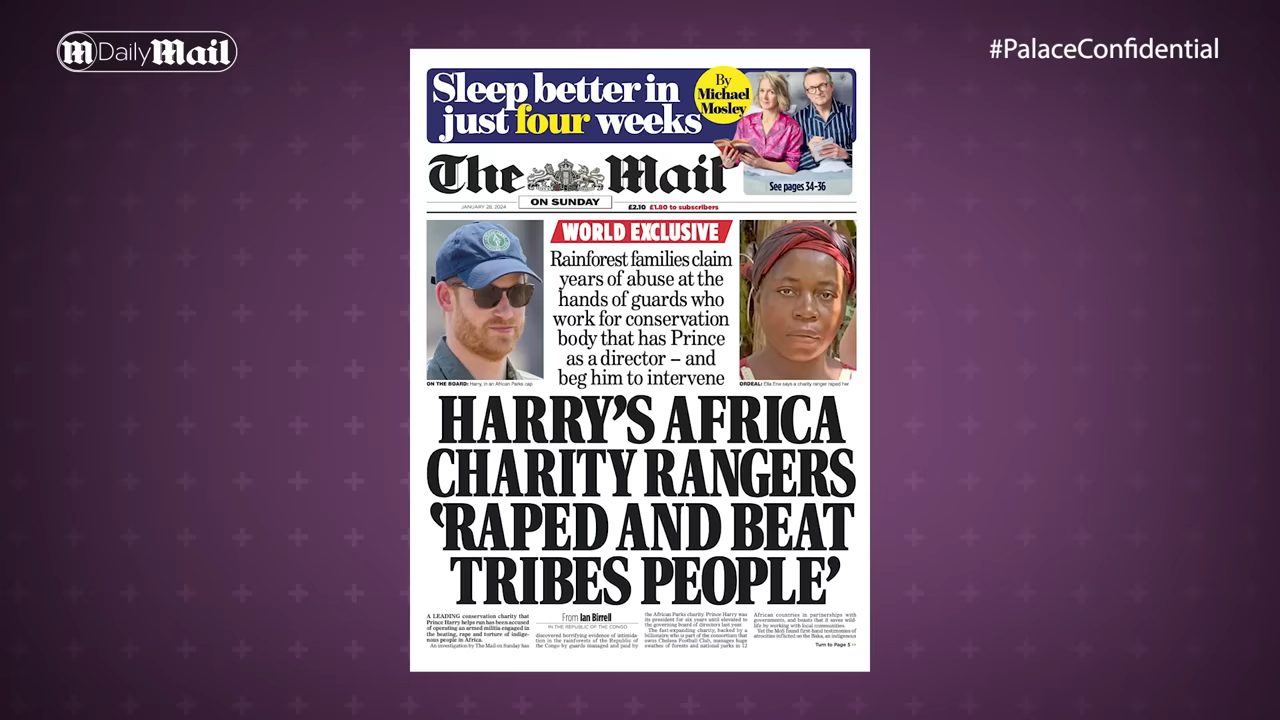 M DailyMail
#PalaceConfidential
Sleep better in
just four weeks
By
Michael
Mosley
See pages 34-36
The Mail
ON SUNDAY
JANUARY 28, 2024
£2.10 £1.80 to subscribers
WORLD EXCLUSIVE
Rainforest families claim
years of abuse at the
hands of guards who
work for conservation
body that has Prince
as a director – and
beg him to intervene
ON THE BOARD: Harry, in an African Parks cap
ORDEAL: Ella Ene says a charity ranger raped her
HARRY'S AFRICA
CHARITY RANGERS
'RAPED AND BEAT
TRIBES PEOPLE'
A LEADING conservation charity that
Prince Harry helps run has been accused
of operating an armed militia engaged in
the beating, rape and torture of indige-
nous people in Africa.
An investigation by The Mail on Sunday has
From Ian Birrell
IN THE REPUBLIC OF THE CONGO
discovered horrifying evidence of intimida-
tion in the rainforests of the Republic of
the Congo by guards managed and paid by
the African Parks charity. Prince Harry was
its president for six years until elevated to
the governing board of directors last year.
The fast-expanding charity, backed by a
billionaire who is part of the consortium that
owns Chelsea Football Club, manages huge
swathes of forests and national parks in 12
African countries in partnerships with
governments, and boasts that it saves wild-
life by working with local communities.
Yet the MoS found first-hand testimonies of
atrocities inflicted on the Baka, an indigenous
Turn to Page 5